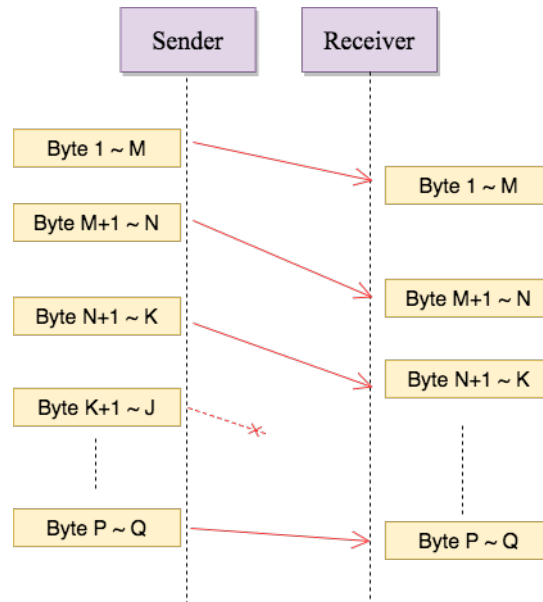 Sender
Receiver
Byte 1 ~ M
Byte 1 ~ M
Byte M+1 ~ N
Byte M+1 ~ N
Byte N+1 ~ K
Byte N+1 ~ K
Byte K+1 ~ J
Byte P ~ Q
Byte P ~ Q